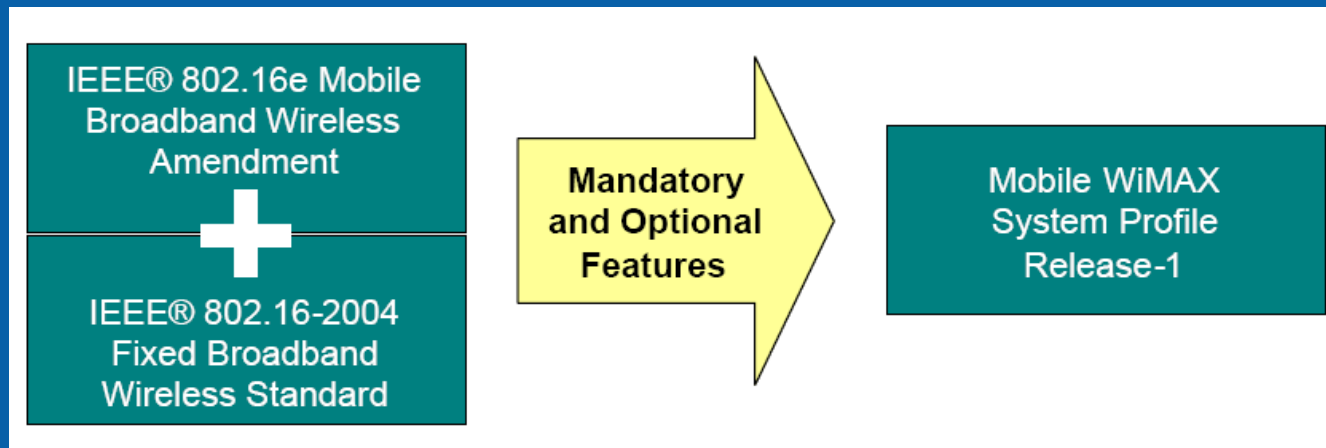 IEEE® 802.16e Mobile
Broadband Wireless
Amendment
IEEE® 802.16-2004
Fixed Broadband
Wireless Standard
Mandatory
and Optional
Features
Mobile WiMAX
System Profile
Release-1